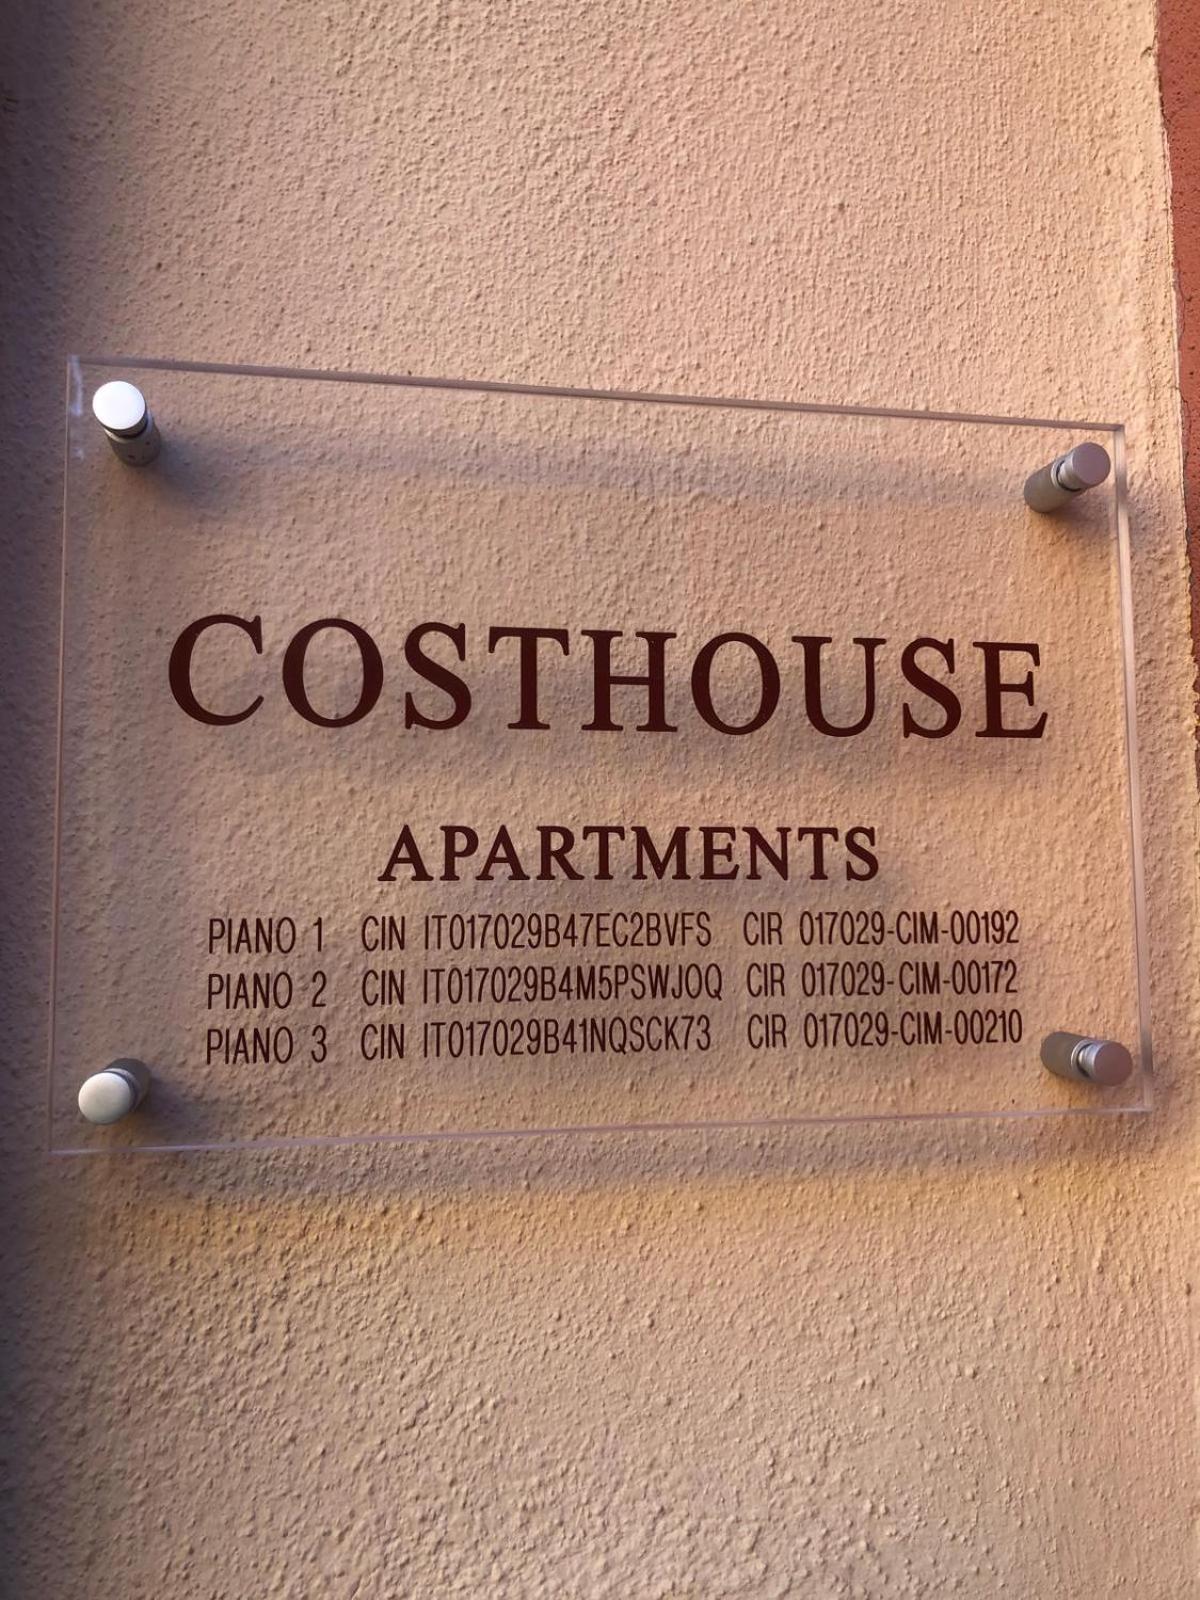 COSTHOUSE
APARTMENTS
PIANO 1 CIN IT017029B47EC2BVFS CIR 017029-CIM-00192
PIANO 2 CIN IT017029B4M5PSWJOQ CIR 017029-CIM-00172
PIANO 3 CIN IT017029B41NQSCK73 CIR 017029-CIM-00210